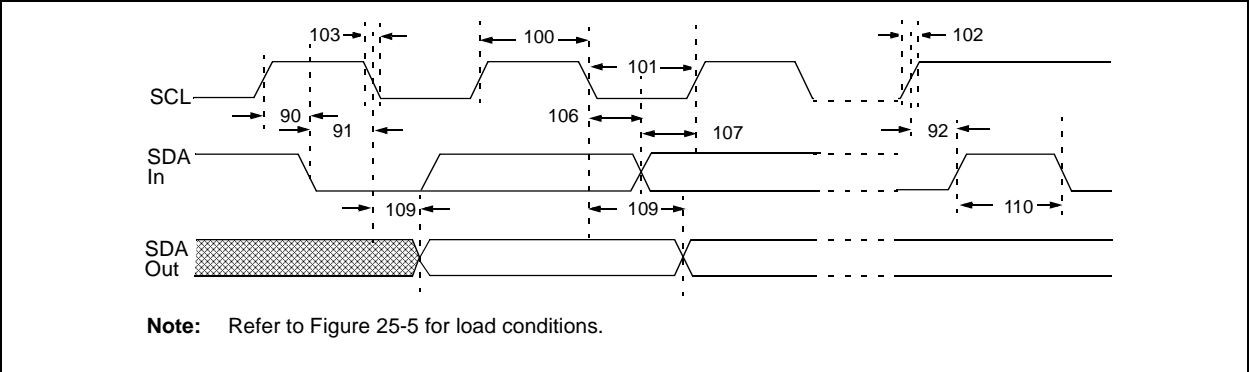 103
100
101
102
SCL
90
91
106
107
92
SDA
In
109
109
110
SDA
Out
Note: Refer to Figure 25-5 for load conditions.